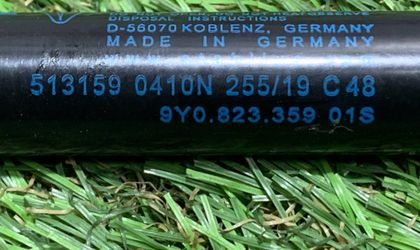 DISPOSAL INSTRUCTIONS
D-56070 KOBLENZ, GERMANY
MADE IN GERMANY
513159 0410N 255/19 C48
9Y0.823.359 01S